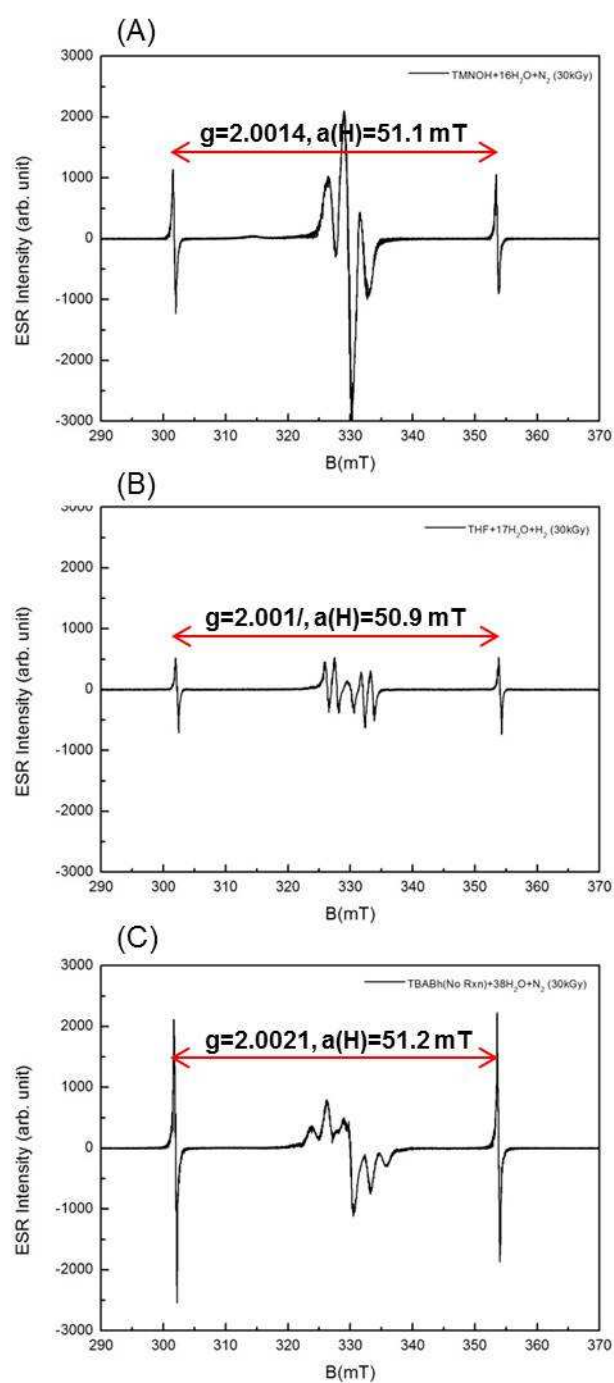 (A)
TMNOH+16H₂O+N₂ (30kGy)
g=2.0014, a(H)=51.1 mT
3000
2000
1000
0
-1000
-2000
-3000
ESR Intensity (arb. unit)
290 300 310 320 330 340 350 360 370
B(mT)
(B)
THF+17H₂O+H₂ (30kGy)
g=2.001/, a(H)=50.9 mT
3000
2000
1000
0
-1000
-2000
-3000
ESR Intensity (arb. unit)
290 300 310 320 330 340 350 360 370
B(mT)
(C)
TBABh(No Rxn)+38H₂O+N₂ (30kGy)
g=2.0021, a(H)=51.2 mT
3000
2000
1000
0
-1000
-2000
-3000
ESR Intensity (arb. unit)
290 300 310 320 330 340 350 360 370
B(mT)